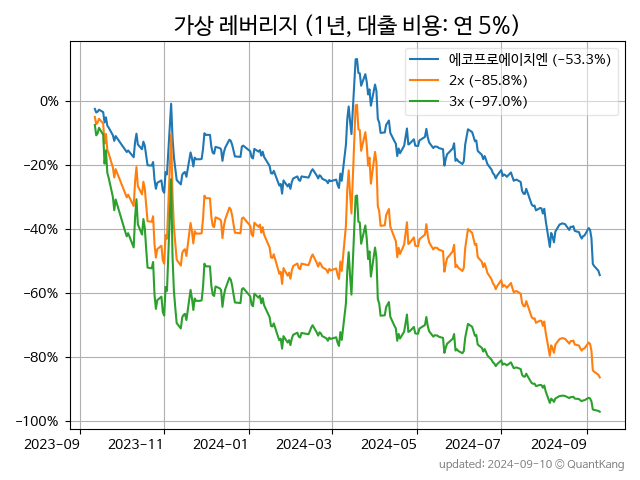 가상 레버리지 (1년, 대출 비용: 연 5%)
에코프로에이치엔 (−53.3%)
2x (−85.8%)
3x (−97.0%)
0%
−20%
−40%
−60%
−80%
−100%
2023-09 2023-11 2024-01 2024-03 2024-05 2024-07 2024-09
updated: 2024-09-10 © QuantKang